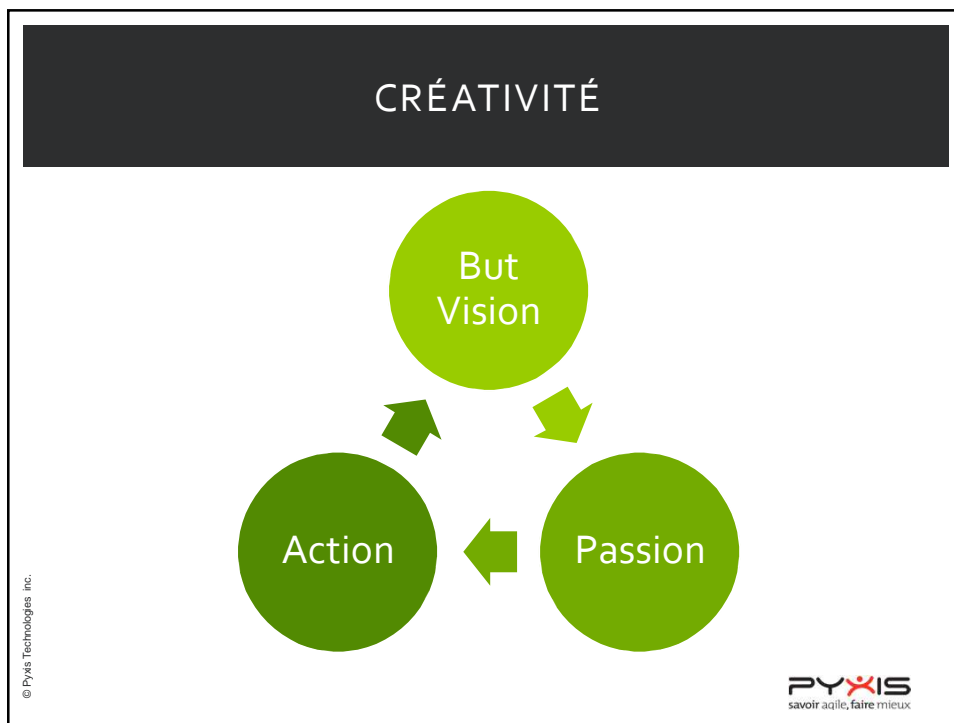 CRÉATIVITÉ
But
Vision
Action
Passion
© Pyxis Technologies inc.
PYXIS
savoir agile, faire mieux